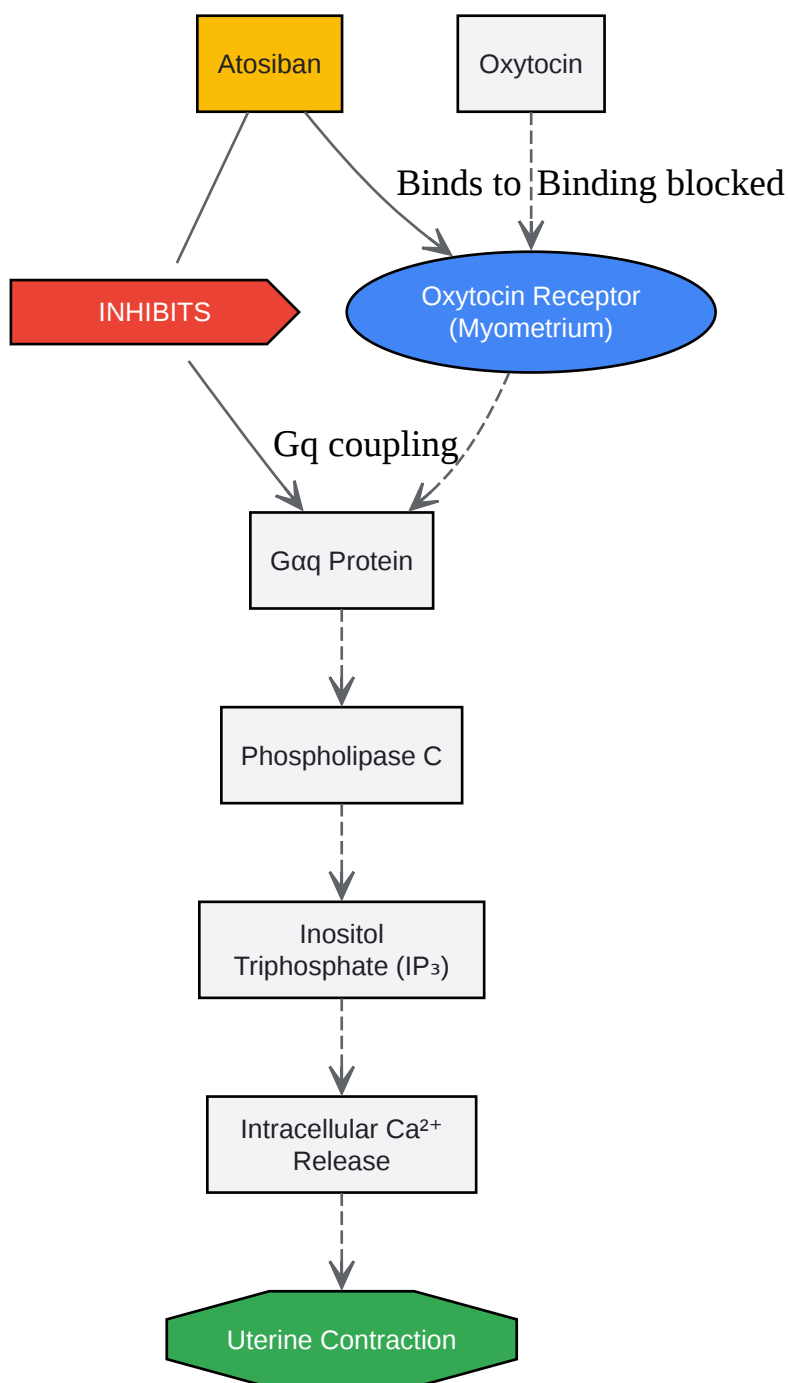 Atosiban
Oxytocin
Binds to
Binding blocked
INHIBITS
Oxytocin Receptor
(Myometrium)
Gq coupling
Gαq Protein
Phospholipase C
Inositol
Triphosphate (IP₃)
Intracellular Ca²⁺
Release
Uterine Contraction